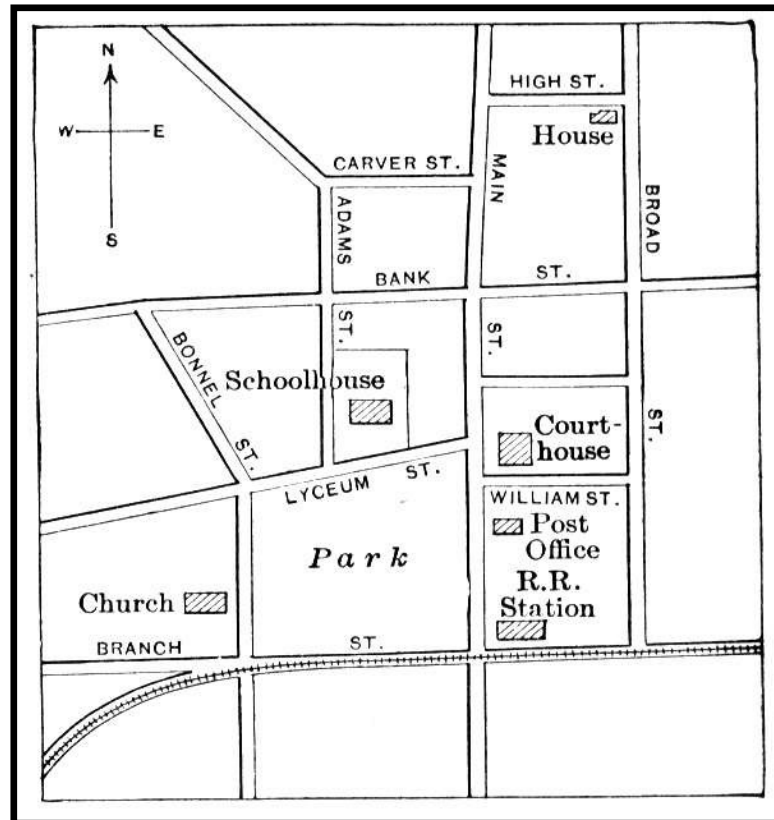 N
HIGH ST.
House
W E
CARVER ST.
MAIN
ADAMS
BROAD
S
BANK ST.
ST.
ST.
BONNEL
Schoolhouse
ST.
Court-
house
ST.
LYCEUM ST.
WILLIAM ST.
Post
Office
Park
R.R.
Station
Church
BRANCH ST.